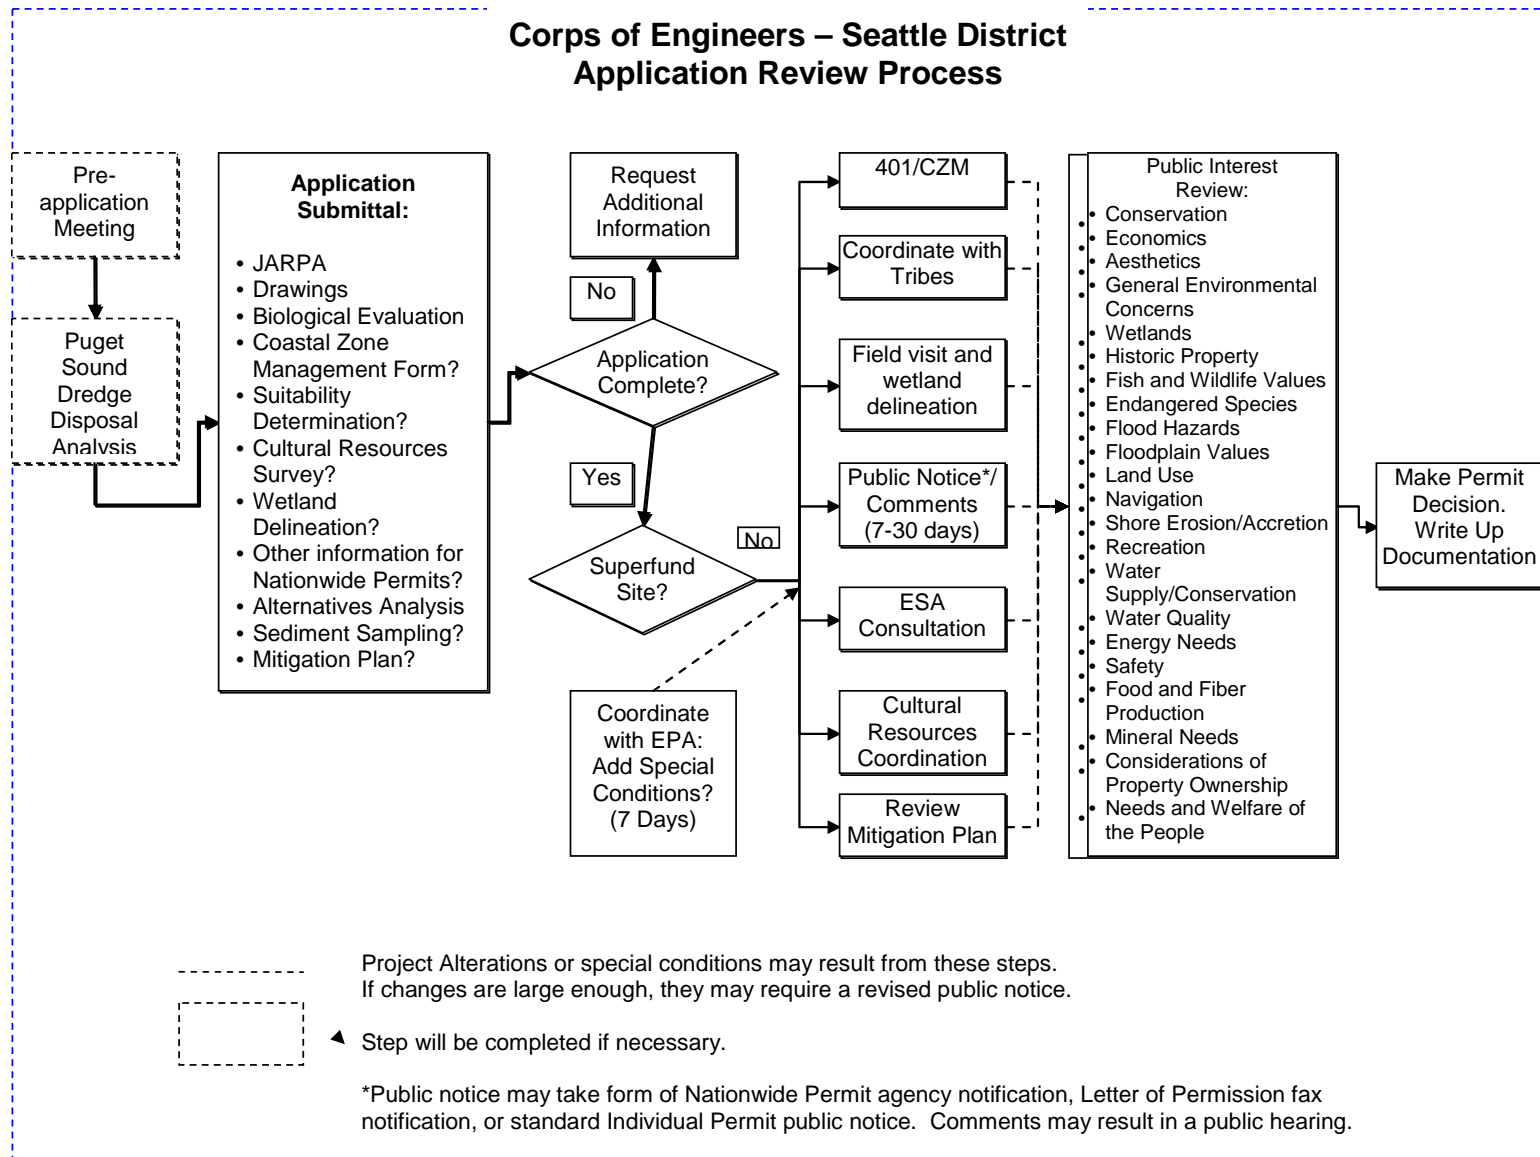 Corps of Engineers – Seattle District
Application Review Process
Pre-
application
Meeting
Puget
Sound
Dredge
Disposal
Analysis
Application
Submittal:
• JARPA
• Drawings
• Biological Evaluation
• Coastal Zone
Management Form?
• Suitability
Determination?
• Cultural Resources
Survey?
• Wetland
Delineation?
• Other information for
Nationwide Permits?
• Alternatives Analysis
• Sediment Sampling?
• Mitigation Plan?
Request
Additional
Information
No
Application
Complete?
Yes
Superfund
Site?
No
Coordinate
with EPA:
Add Special
Conditions?
(7 Days)
401/CZM
Coordinate with
Tribes
Field visit and
wetland
delineation
Public Notice*/
Comments
(7-30 days)
ESA
Consultation
Cultural
Resources
Coordination
Review
Mitigation Plan
Public Interest
Review:
• Conservation
• Economics
• Aesthetics
• General Environmental
Concerns
• Wetlands
• Historic Property
• Fish and Wildlife Values
• Endangered Species
• Flood Hazards
• Floodplain Values
• Land Use
• Navigation
• Shore Erosion/Accretion
• Recreation
• Water
Supply/Conservation
• Water Quality
• Energy Needs
• Safety
• Food and Fiber
Production
• Mineral Needs
• Considerations of
Property Ownership
• Needs and Welfare of
the People
Make Permit
Decision.
Write Up
Documentation
Project Alterations or special conditions may result from these steps.
If changes are large enough, they may require a revised public notice.
Step will be completed if necessary.
*Public notice may take form of Nationwide Permit agency notification, Letter of Permission fax
notification, or standard Individual Permit public notice.  Comments may result in a public hearing.